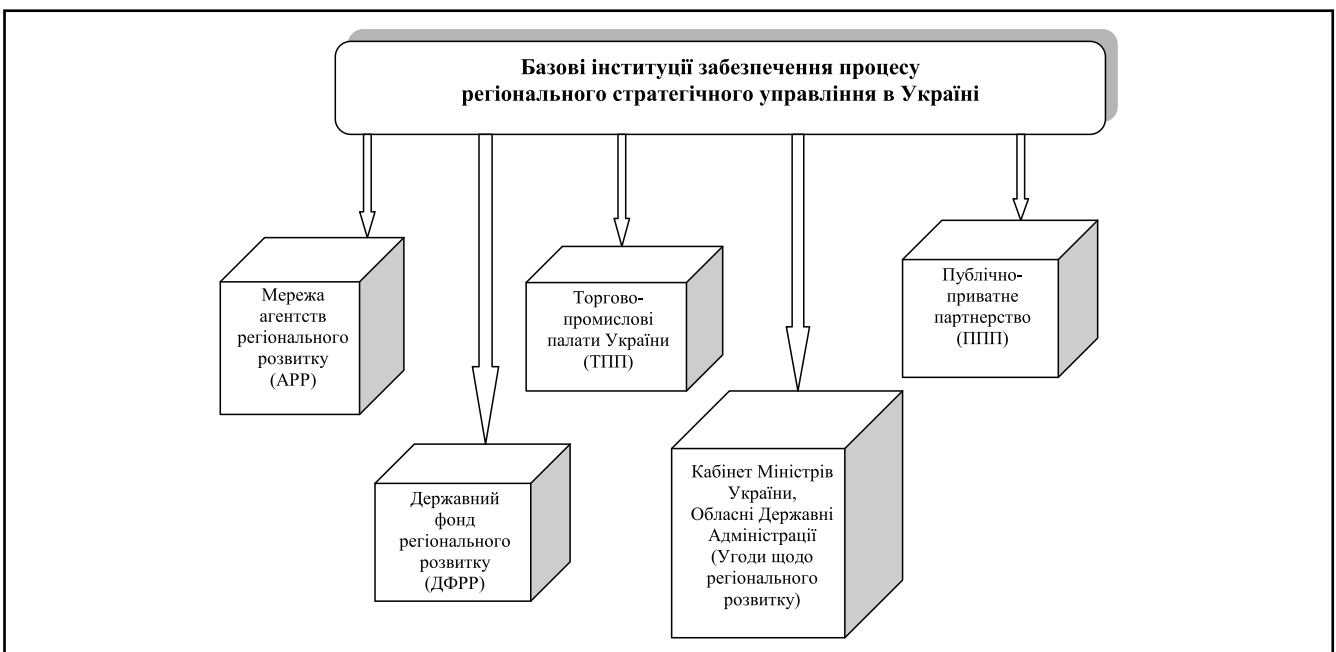 Базові інституції забезпечення процесу
регіонального стратегічного управління в Україні
Мережа
агентств
регіонального
розвитку
(АРР)
Державний
фонд
регіонального
розвитку
(ДФРР)
Торгово-
промислові
палати України
(ТПП)
Кабінет Міністрів
України,
Обласні Державні
Адміністрації
(Угоди щодо
регіонального
розвитку)
Публічно-
приватне
партнерство
(ППП)